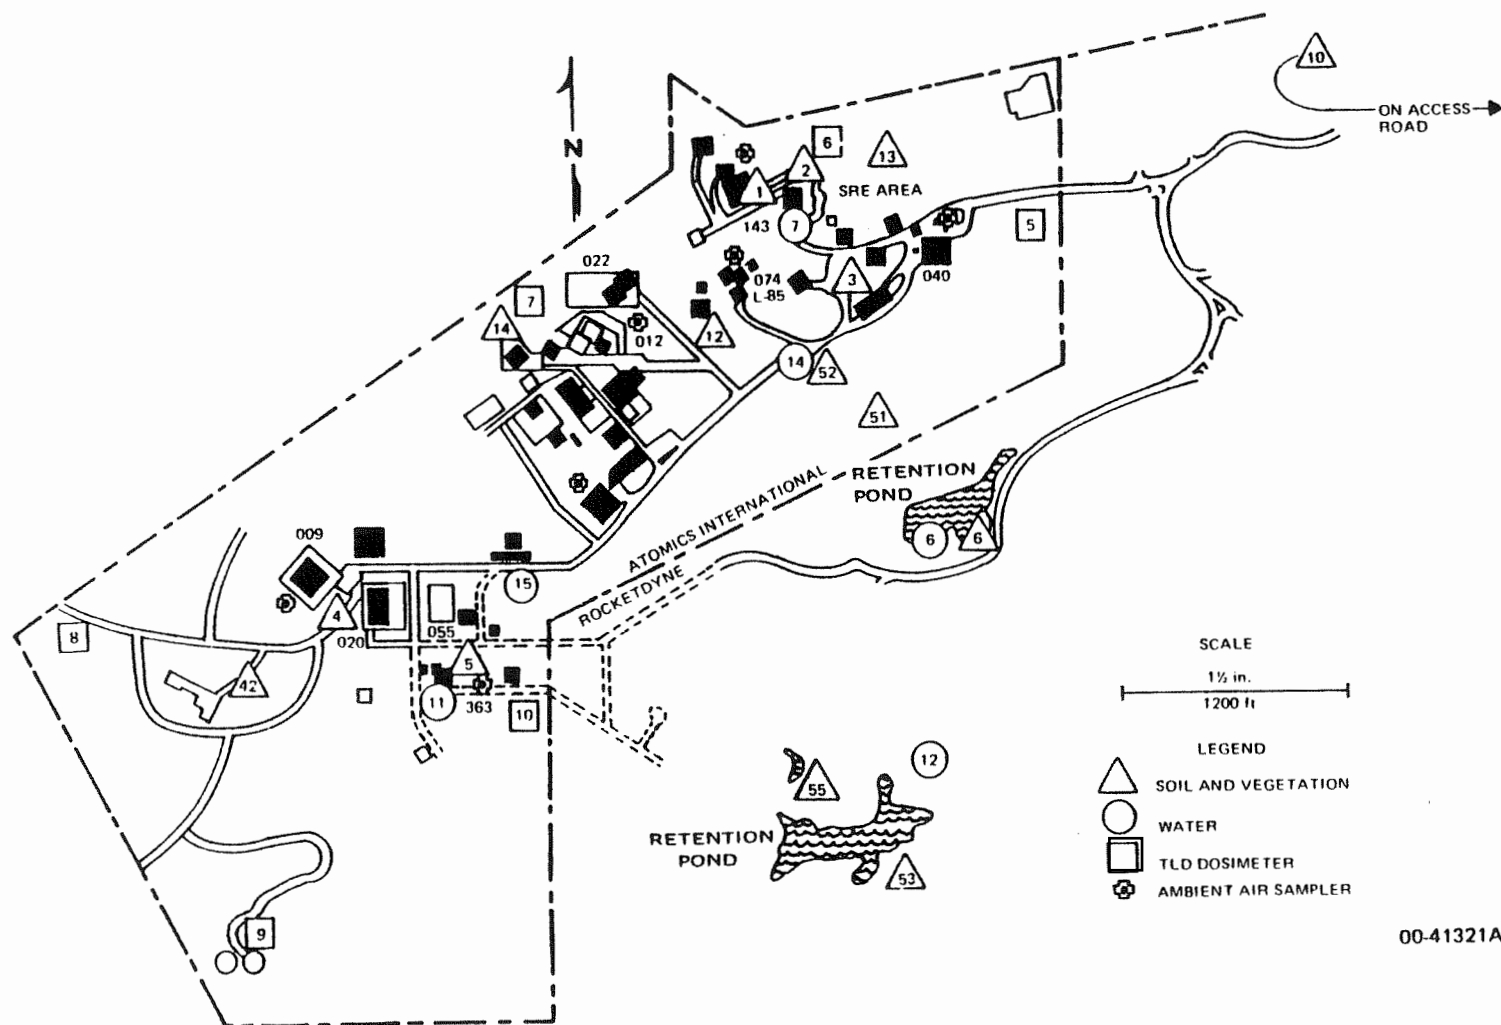 10
ON ACCESS
ROAD
N
6
2
13
1
SRE AREA
143
7
5
022
074
L-85
3
040
7
14
012
12
14
52
51
RETENTION
POND
ATOMICS INTERNATIONAL
ROCKETDYNE
6
6
009
15
4
8
020
055
5
42
11
363
10
SCALE
1½ in.
1200 ft
LEGEND
SOIL AND VEGETATION
WATER
TLD DOSIMETER
AMBIENT AIR SAMPLER
12
55
RETENTION
POND
53
9
00-41321A